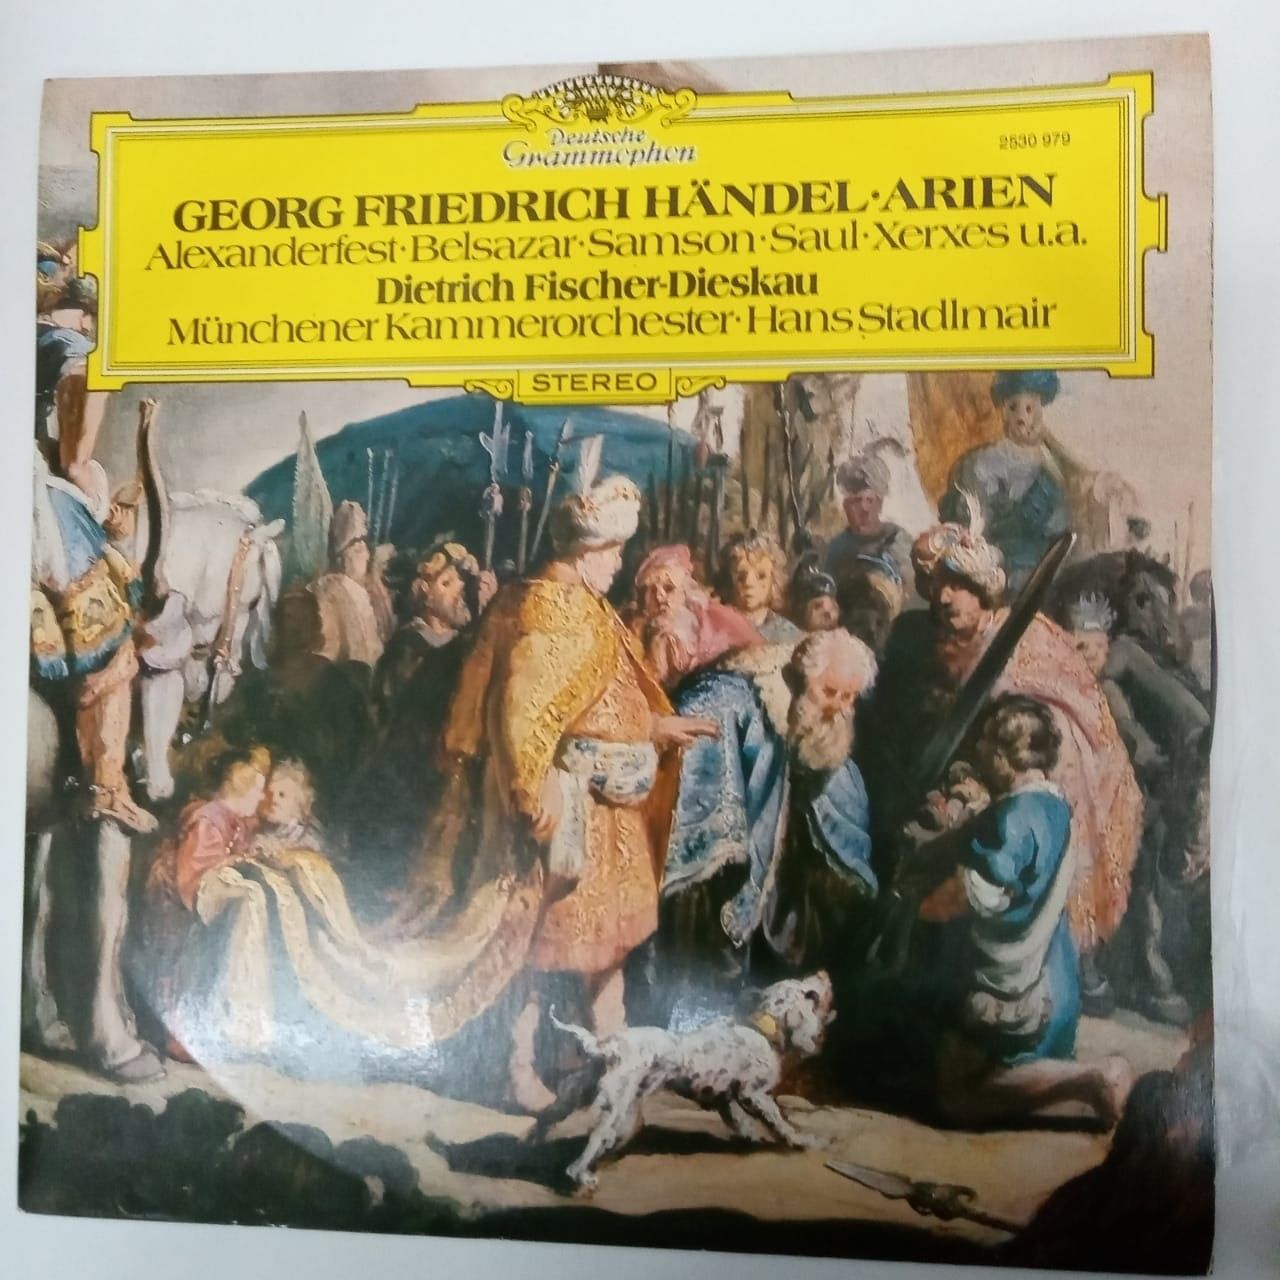 Deutsche
Grammophon
2530 979
GEORG FRIEDRICH HÄNDEL·ARIEN
Alexanderfest·Belsazar·Samson·Saul·Xerxes u.a.
Dietrich Fischer-Dieskau
Münchener Kammerorchester·Hans Stadlmair
STEREO